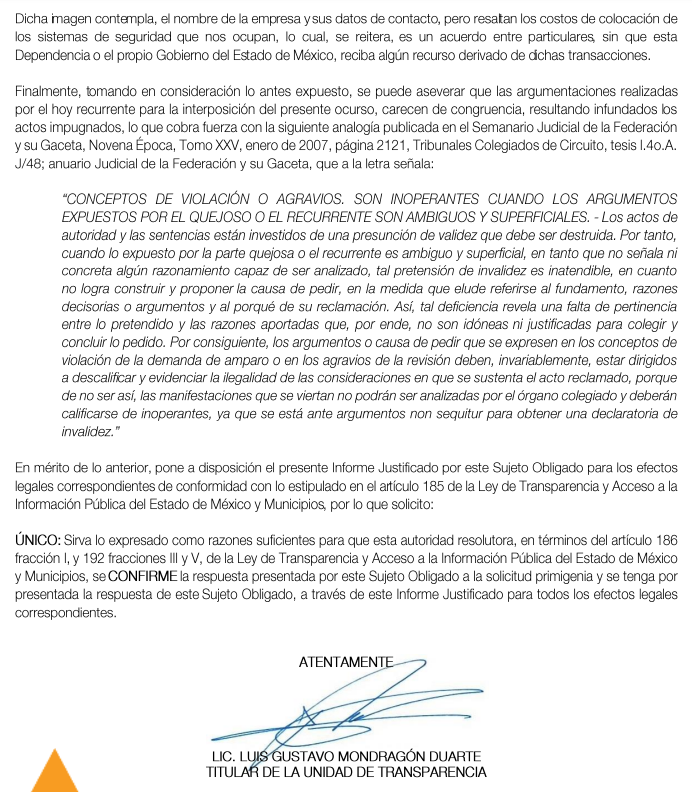 Dicha imagen contempla, el nombre de la empresa y sus datos de contacto, pero resaltan los costos de colocación de
los sistemas de seguridad que nos ocupan, lo cual, se reitera, es un acuerdo entre particulares, sin que esta
Dependencia o el propio Gobierno del Estado de México, reciba algún recurso derivado de dichas transacciones.
Finalmente, tomando en consideración lo antes expuesto, se puede aseverar que las argumentaciones realizadas
por el hoy recurrente para la interposición del presente ocurso, carecen de congruencia, resultando infundados los
actos impugnados, lo que cobra fuerza con la siguiente analogía publicada en el Semanario Judicial de la Federación
y su Gaceta, Novena Época, Tomo XXV, enero de 2007, página 2121, Tribunales Colegiados de Circuito, tesis I.4o.A.
J/48; anuario Judicial de la Federación y su Gaceta, que a la letra señala:
“CONCEPTOS DE VIOLACIÓN O AGRAVIOS. SON INOPERANTES CUANDO LOS ARGUMENTOS
EXPUESTOS POR EL QUEJOSO O EL RECURRENTE SON AMBIGUOS Y SUPERFICIALES. - Los actos de
autoridad y las sentencias están investidos de una presunción de validez que debe ser destruida. Por tanto,
cuando lo expuesto por la parte quejosa o el recurrente es ambiguo y superficial, en tanto que no señala ni
concreta algún razonamiento capaz de ser analizado, tal pretensión de invalidez es inatendible, en cuanto
no logra construir y proponer la causa de pedir, en la medida que elude referirse al fundamento, razones
decisorias o argumentos y al porqué de su reclamación. Así, tal deficiencia revela una falta de pertinencia
entre lo pretendido y las razones aportadas que, por ende, no son idóneas ni justificadas para colegir y
concluir lo pedido. Por consiguiente, los argumentos o causa de pedir que se expresen en los conceptos de
violación de la demanda de amparo o en los agravios de la revisión deben, invariablemente, estar dirigidos
a descalificar y evidenciar la ilegalidad de las consideraciones en que se sustenta el acto reclamado, porque
de no ser así, las manifestaciones que se viertan no podrán ser analizadas por el órgano colegiado y deberán
calificarse de inoperantes, ya que se está ante argumentos non sequitur para obtener una declaratoria de
invalidez.”
En mérito de lo anterior, pone a disposición el presente Informe Justificado por este Sujeto Obligado para los efectos
legales correspondientes de conformidad con lo estipulado en el artículo 185 de la Ley de Transparencia y Acceso a la
Información Pública del Estado de México y Municipios, por lo que solicito:
ÚNICO: Sirva lo expresado como razones suficientes para que esta autoridad resolutora, en términos del artículo 186
fracción I, y 192 fracciones III y V, de la Ley de Transparencia y Acceso a la Información Pública del Estado de México
y Municipios, se CONFIRME la respuesta presentada por este Sujeto Obligado a la solicitud primigenia y se tenga por
presentada la respuesta de este Sujeto Obligado, a través de este Informe Justificado para todos los efectos legales
correspondientes.
ATENTAMENTE
LIC. LUIS GUSTAVO MONDRAGÓN DUARTE
TITULAR DE LA UNIDAD DE TRANSPARENCIA